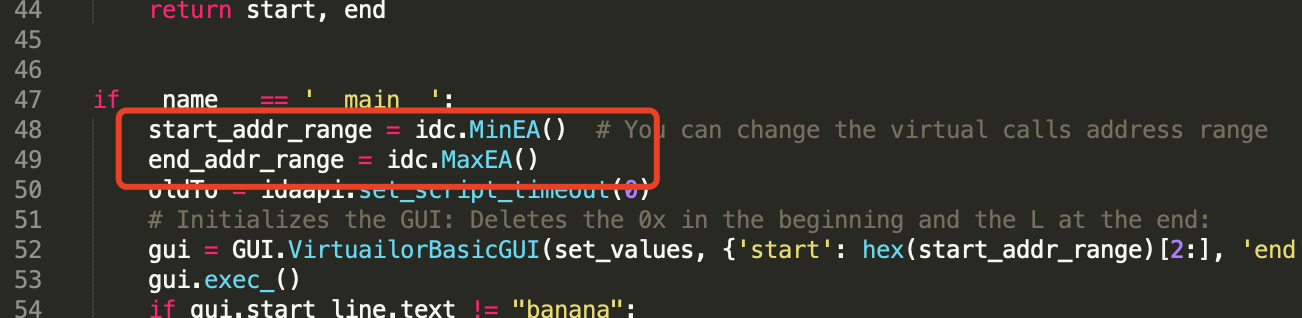 44 return start, end
45
46
47 if __name__ == '__main__':
48 start_addr_range = idc.MinEA() # You can change the virtual calls address range
49 end_addr_range = idc.MaxEA()
50 oldTo = idaapi.set_script_timeout(0)
51 # Initializes the GUI: Deletes the 0x in the beginning and the L at the end:
52 gui = GUI.VirtuailorBasicGUI(set_values, {'start': hex(start_addr_range)[2:], 'end
53 gui.exec_()
54 if gui.start_line.text != "banana":